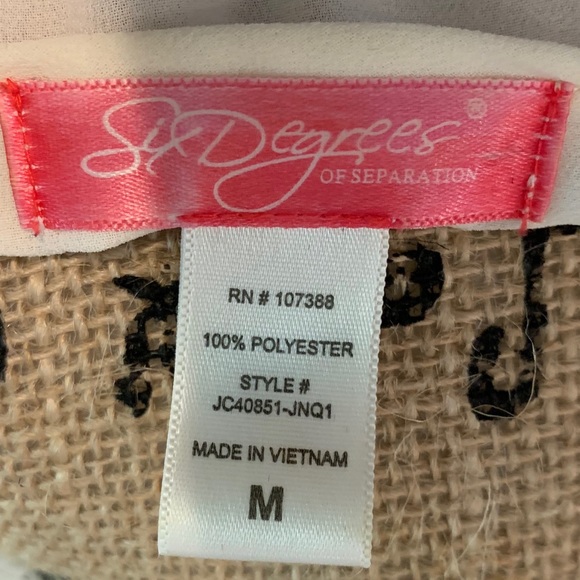 Six Degrees®
OF SEPARATION
RN # 107388
100% POLYESTER
STYLE #
JC40851-JNQ1
MADE IN VIETNAM
M